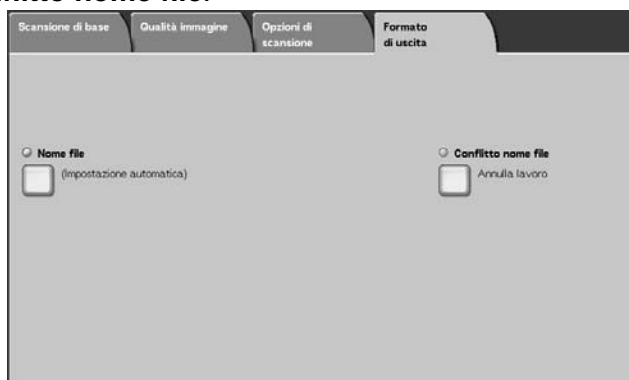 nome file.
Scansione di base Qualità immagine Opzioni di scansione Formato di uscita
Nome file
(Impostazione automatica)
Conflitto nome file
Annulla lavoro